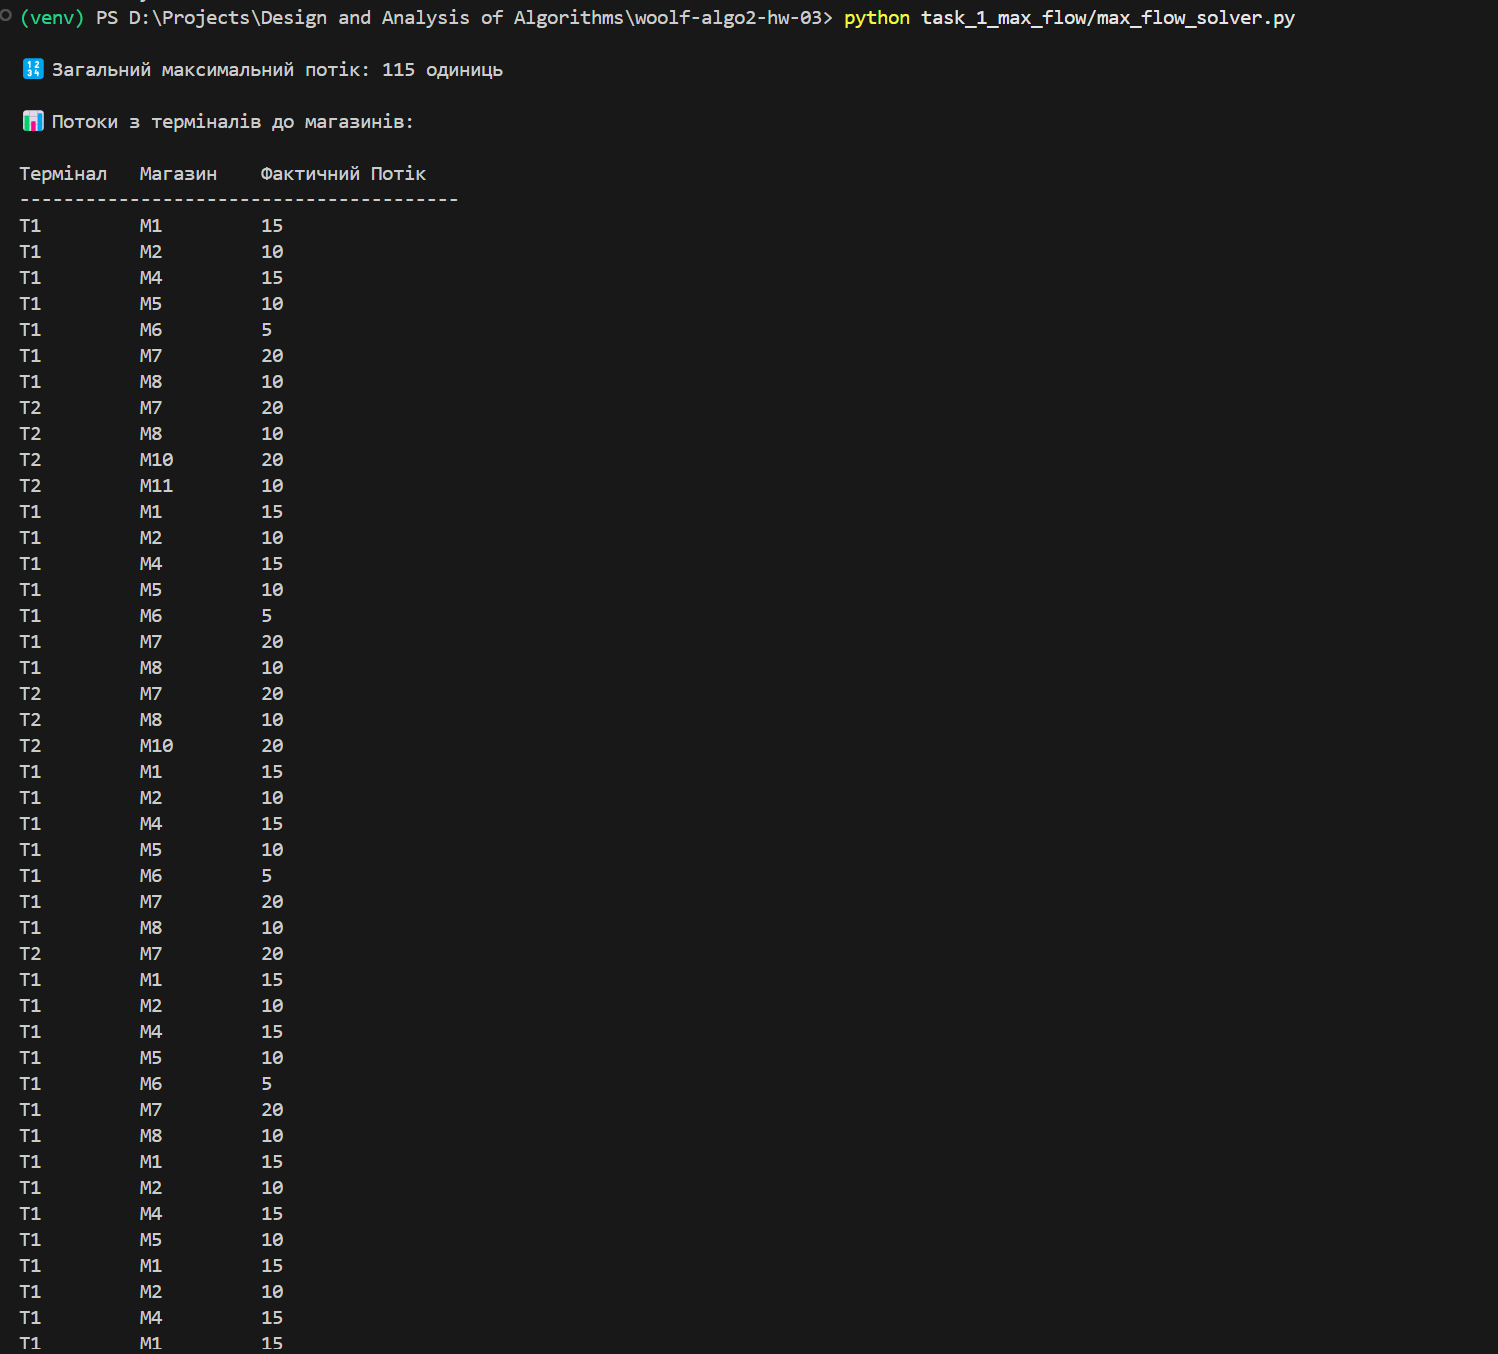 (venv) PS D:\Projects\Design and Analysis of Algorithms\woolf-algo2-hw-03> python task_1_max_flow/max_flow_solver.py
🔢 Загальний максимальний потік: 115 одиниць
📊 Потоки з терміналів до магазинів:
Термінал Магазин Фактичний Потік
----------------------------------------
T1 M1 15
T1 M2 10
T1 M4 15
T1 M5 10
T1 M6 5
T1 M7 20
T1 M8 10
T2 M7 20
T2 M8 10
T2 M10 20
T2 M11 10
T1 M1 15
T1 M2 10
T1 M4 15
T1 M5 10
T1 M6 5
T1 M7 20
T1 M8 10
T2 M7 20
T2 M8 10
T2 M10 20
T1 M1 15
T1 M2 10
T1 M4 15
T1 M5 10
T1 M6 5
T1 M7 20
T1 M8 10
T2 M7 20
T1 M1 15
T1 M2 10
T1 M4 15
T1 M5 10
T1 M6 5
T1 M7 20
T1 M8 10
T1 M1 15
T1 M2 10
T1 M4 15
T1 M5 10
T1 M1 15
T1 M2 10
T1 M4 15
T1 M1 15